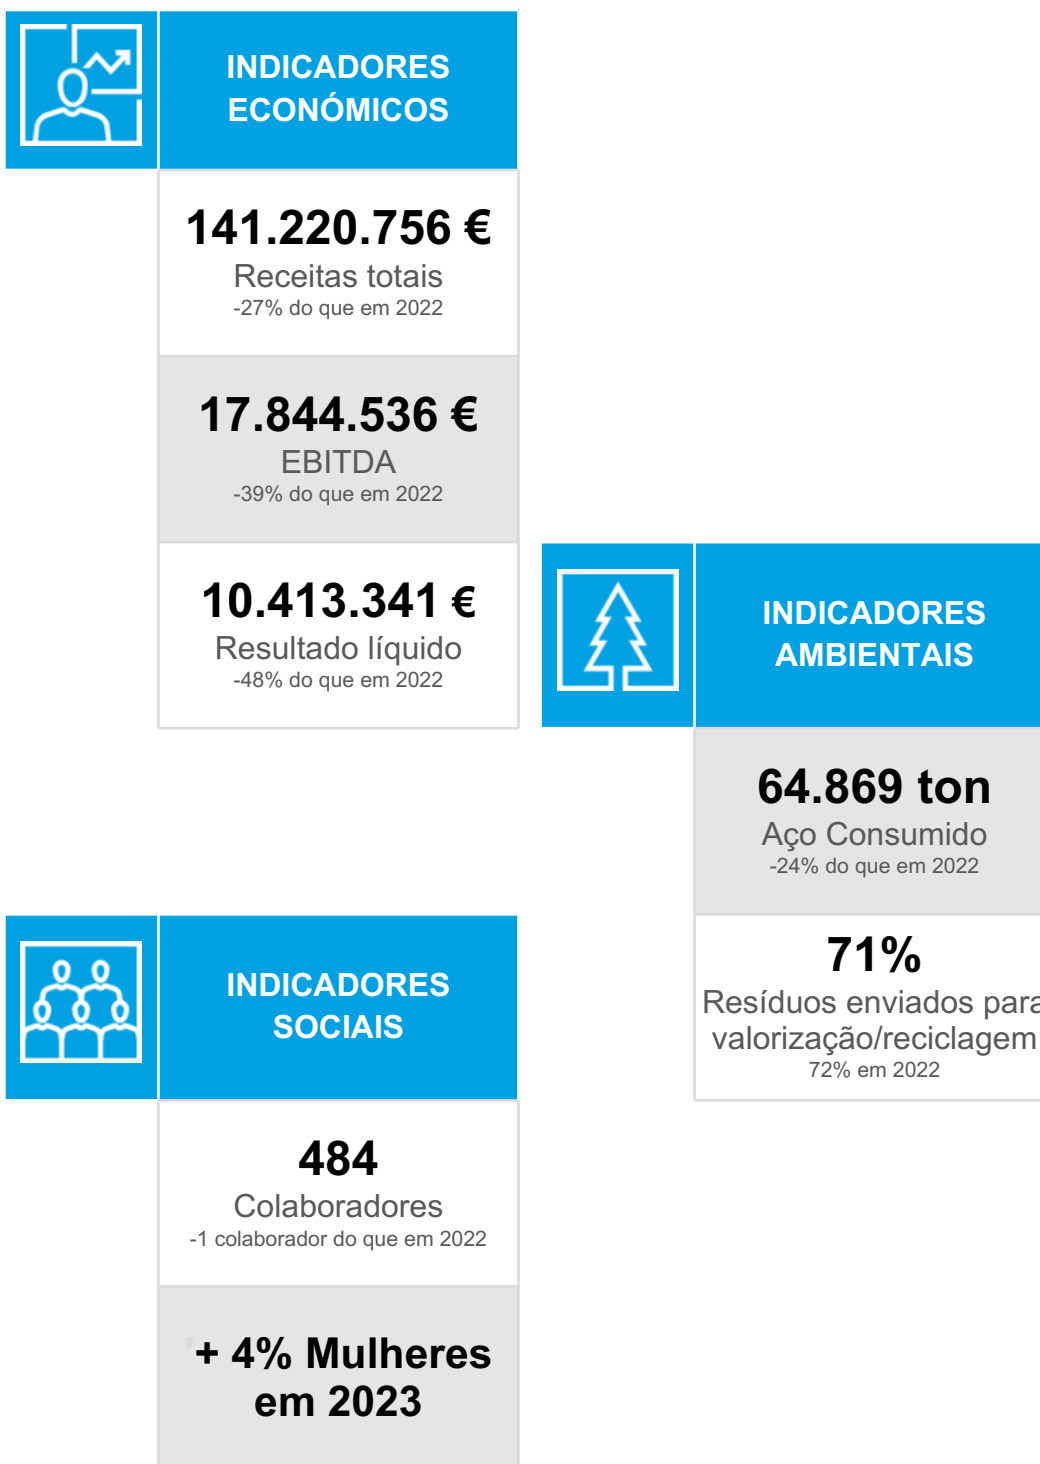 INDICADORES
ECONÓMICOS
141.220.756 €
Receitas totais
-27% do que em 2022
17.844.536 €
EBITDA
-39% do que em 2022
10.413.341 €
Resultado líquido
-48% do que em 2022
INDICADORES
AMBIENTAIS
64.869 ton
Aço Consumido
-24% do que em 2022
71%
Resíduos enviados para
valorização/reciclagem
72% em 2022
INDICADORES
SOCIAIS
484
Colaboradores
-1 colaborador do que em 2022
+ 4% Mulheres
em 2023